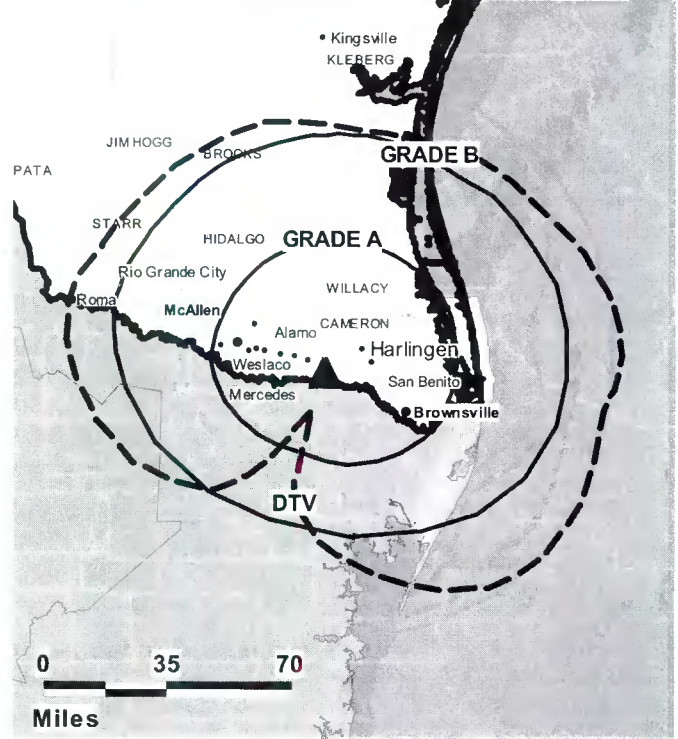 Kingsville
KLEBERG
JIM HOGG
BROOKS
GRADE B
PATA
STARR
HIDALGO
GRADE A
Rio Grande City
WILLACY
Roma
McAllen
Alamo
CAMERON
Harlingen
Weslaco
San Benito
Mercedes
Brownsville
DTV
0 35 70
Miles